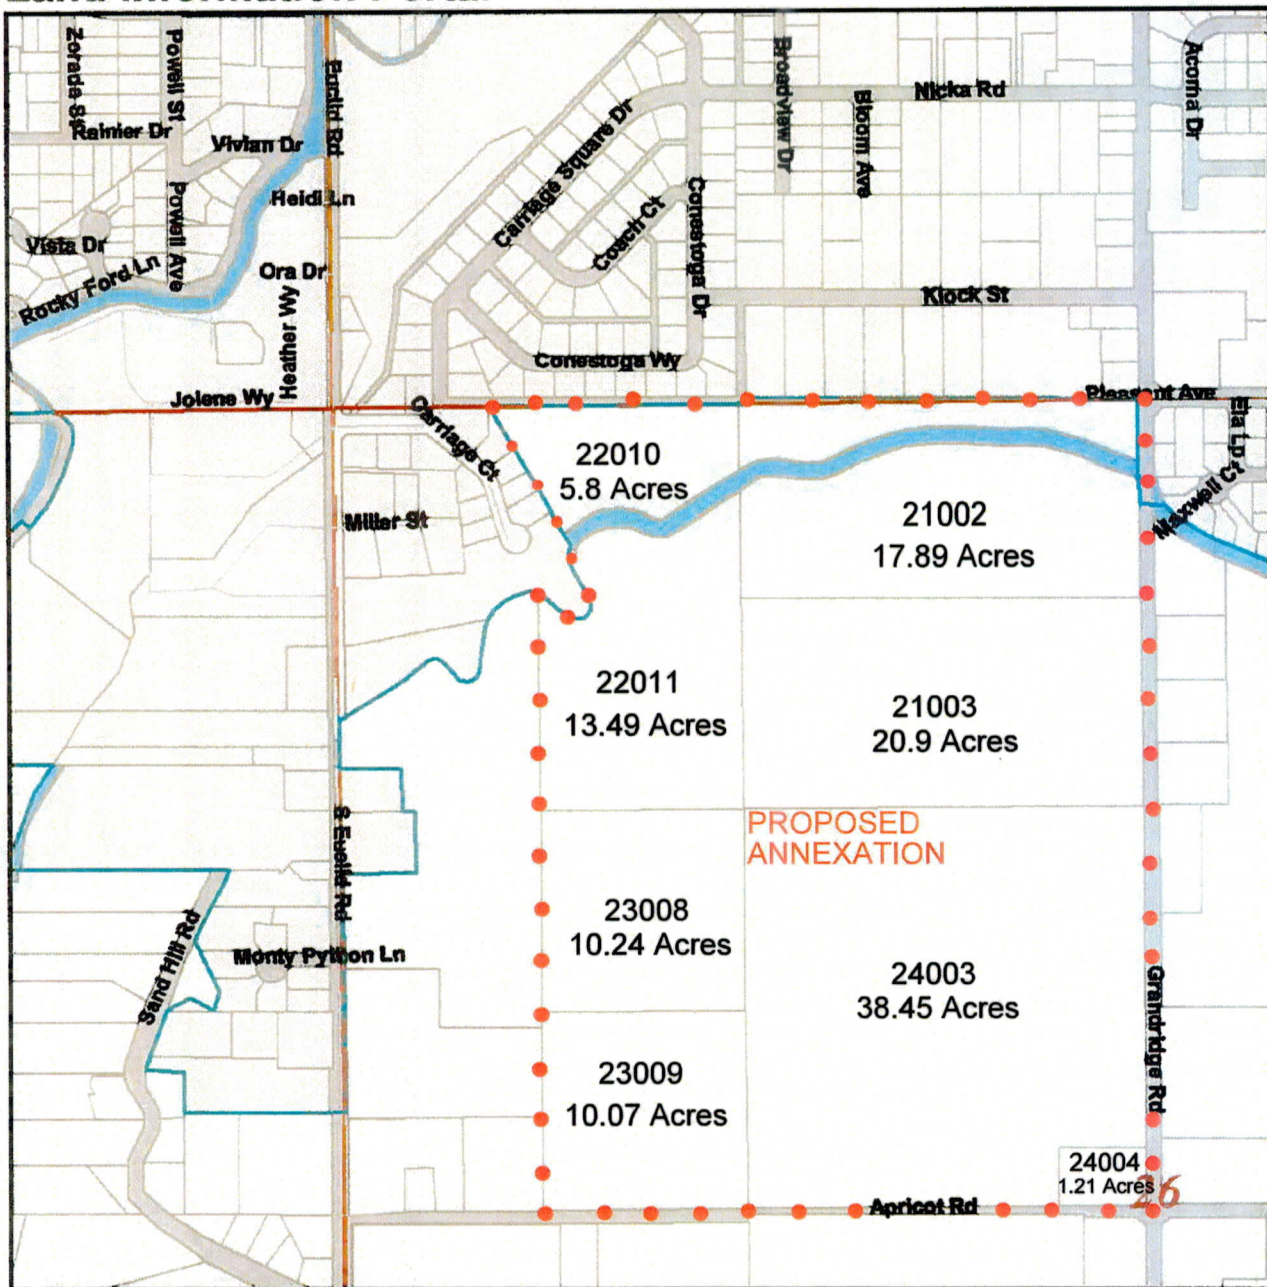 Zorada St
Powell St
Euclid Rd
Broadview Dr
Nicka Rd
Acoma Dr
Rainier Dr
Vivian Dr
Carriage Square Dr
Bloom Ave
Heidi Ln
Powell Ave
Conestoga Dr
Couch Ct
Vista Dr
Rocky Ford Ln
Ora Dr
Heather Wy
Klock St
Conestoga Wy
Jolene Wy
Pleasant Ave
Carriage Ct
Ela Lp
22010
5.8 Acres
Maxwell Ct
21002
17.89 Acres
Miller St
22011
13.49 Acres
21003
20.9 Acres
PROPOSED
ANNEXATION
S Euclid Rd
23008
10.24 Acres
Sand Hill Rd
Monty Python Ln
24003
38.45 Acres
Grandridge Rd
23009
10.07 Acres
24004
1.21 Acres
26
Apricot Rd